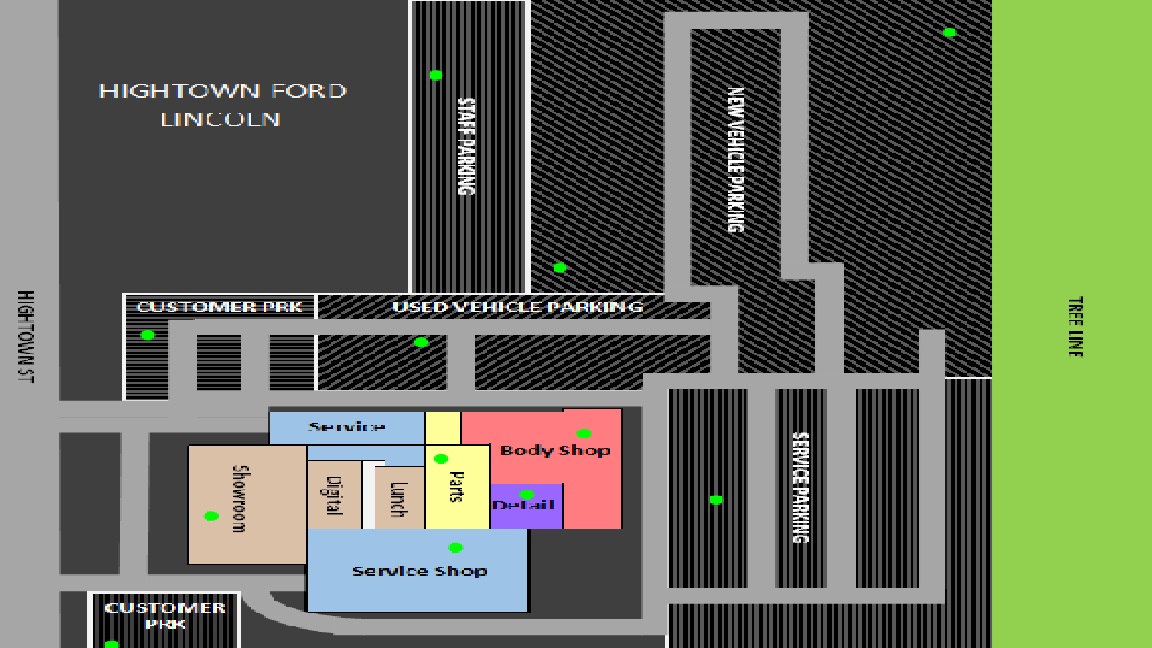 HIGHTOWN FORD
LINCOLN
STAFF PARKING
NEW VEHICLE PARKING
HIGHTOWN ST
CUSTOMER PRK
USED VEHICLE PARKING
TREE LINE
Service
Body Shop
Showroom
Digital
Lunch
Parts
Detail
SERVICE PARKING
Service Shop
CUSTOMER
PRK